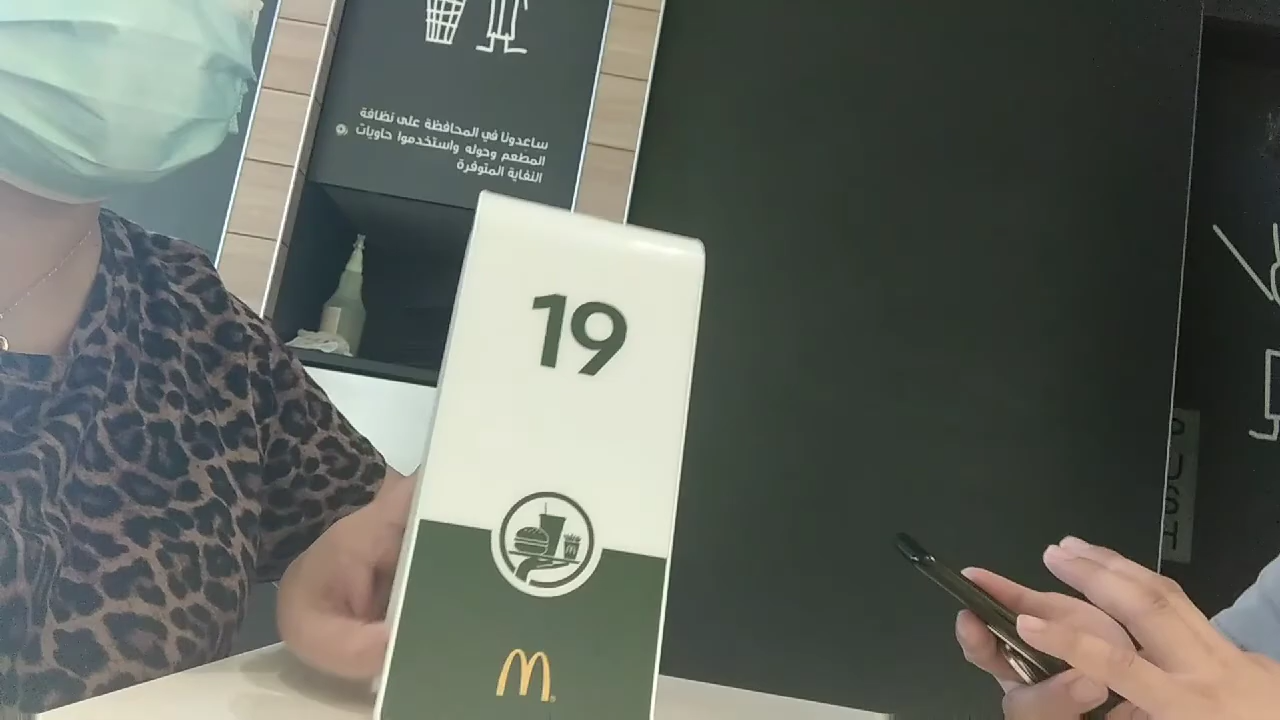 ساعدونا في المحافظة على نظافة
المطعم وحوله واستخدموا حاويات
النفاية المتوفرة
19